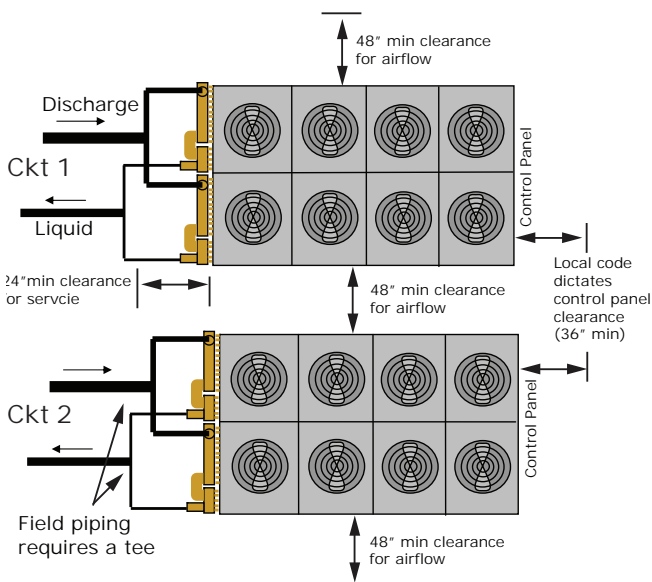 48" min clearance
for airflow
Discharge
Ckt 1
Liquid
Control Panel
24"min clearance
or servcie
48" min clearance
for airflow
Local code
dictates
control panel
clearance
(36" min)
Ckt 2
Control Panel
Field piping
requires a tee
48" min clearance
for airflow